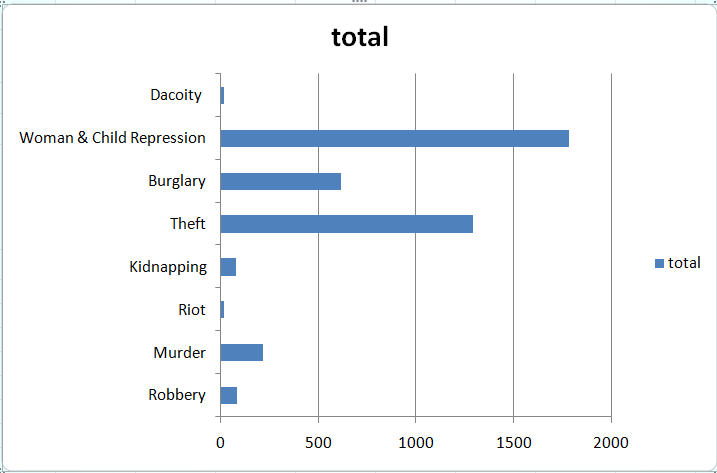 total
Dacoity
Woman & Child Repression
Burglary
Theft
Kidnapping
total
Riot
Murder
Robbery
0 500 1000 1500 2000